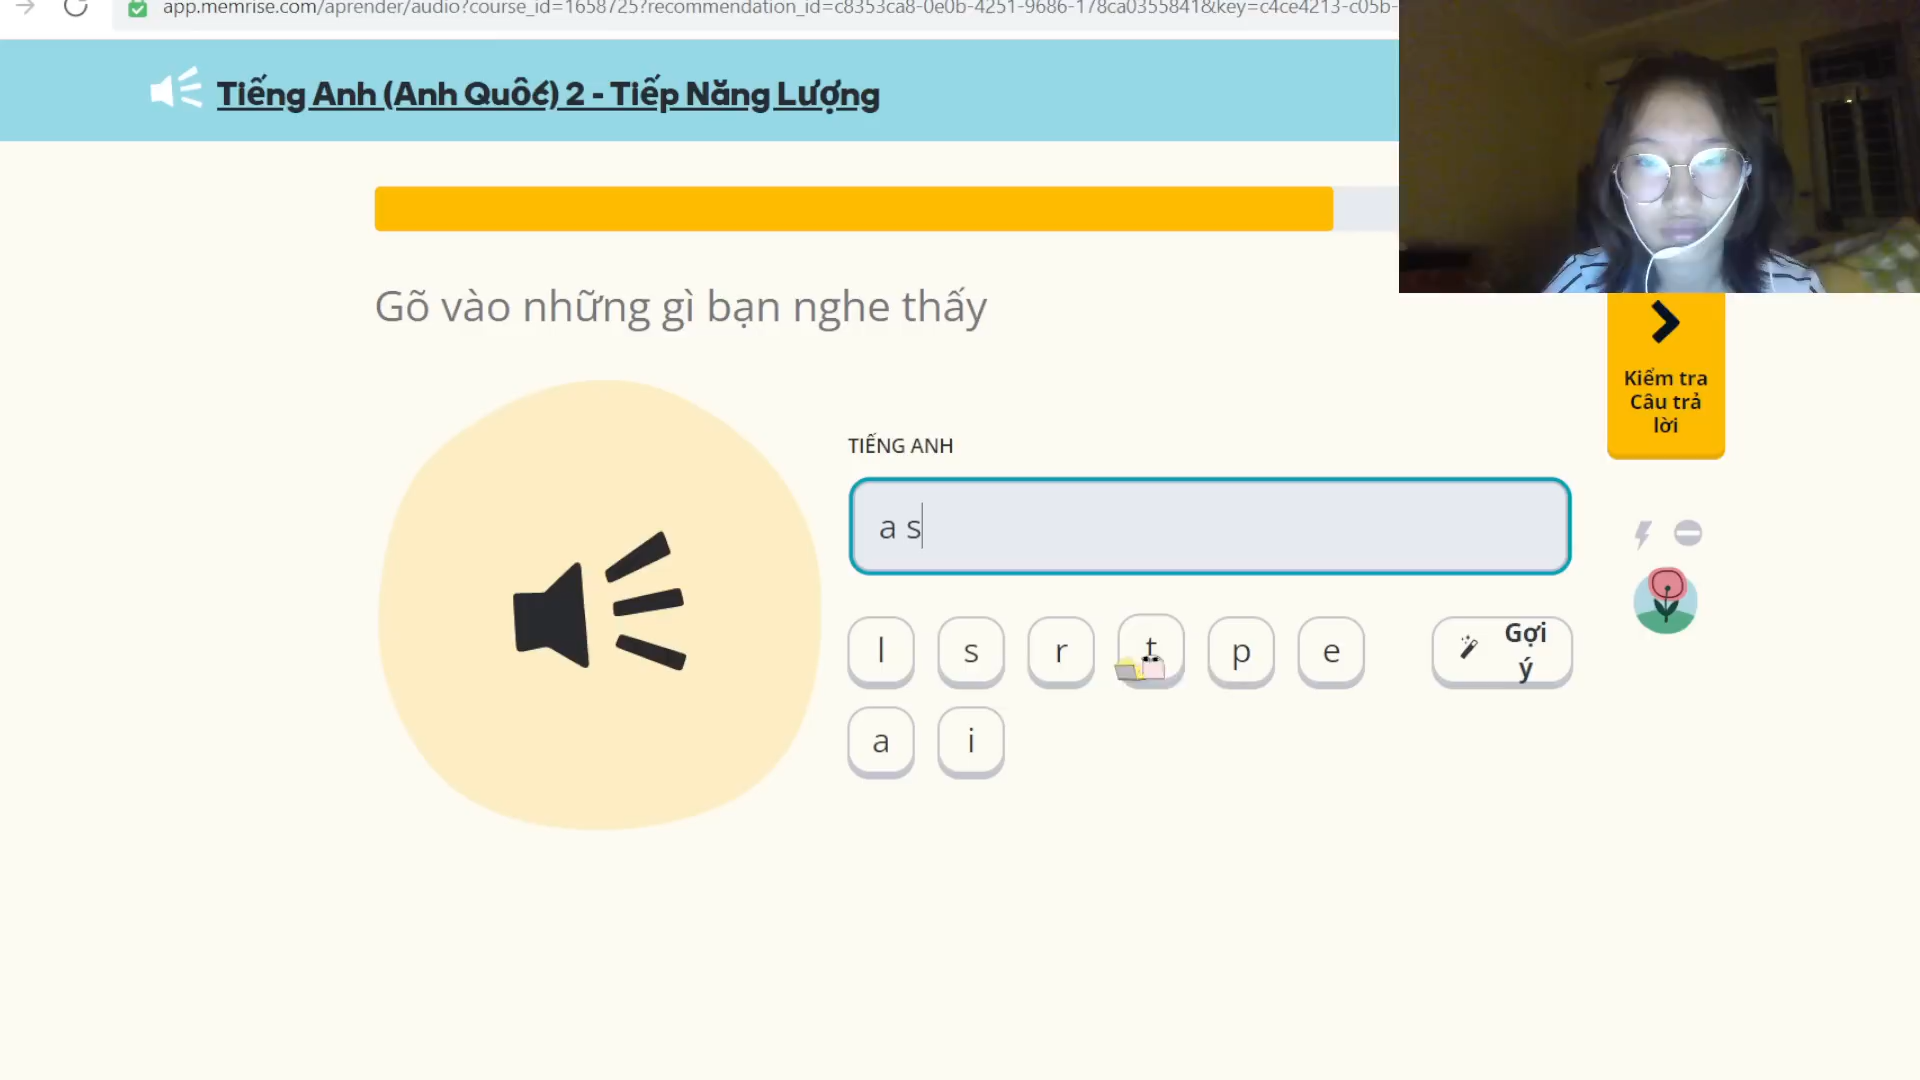 app.memrise.com/aprender/audio?course_id=1658725?recommendation_id=c8353ca8-0e0b-4251-9686-178ca0355841&key=c4ce4213-c05b-
Tiếng Anh (Anh Quốc) 2 - Tiếp Năng Lượng
Gõ vào những gì bạn nghe thấy
Kiểm tra
Câu trả
lời
TIẾNG ANH
a s
l s r t p e
Gợi
ý
a i